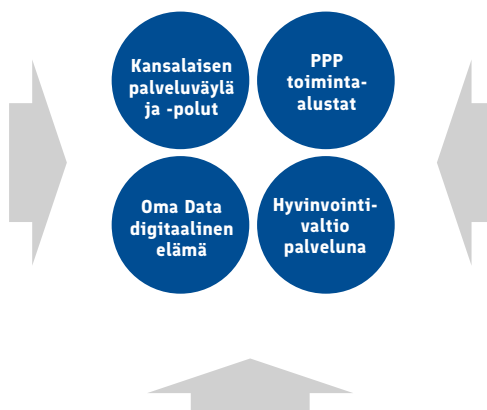 Kansalaisen
palveluväylä
ja -polut
PPP
toiminta-
alustat
Oma Data
digitaalinen
elämä
Hyvinvointi-
valtio
palveluna